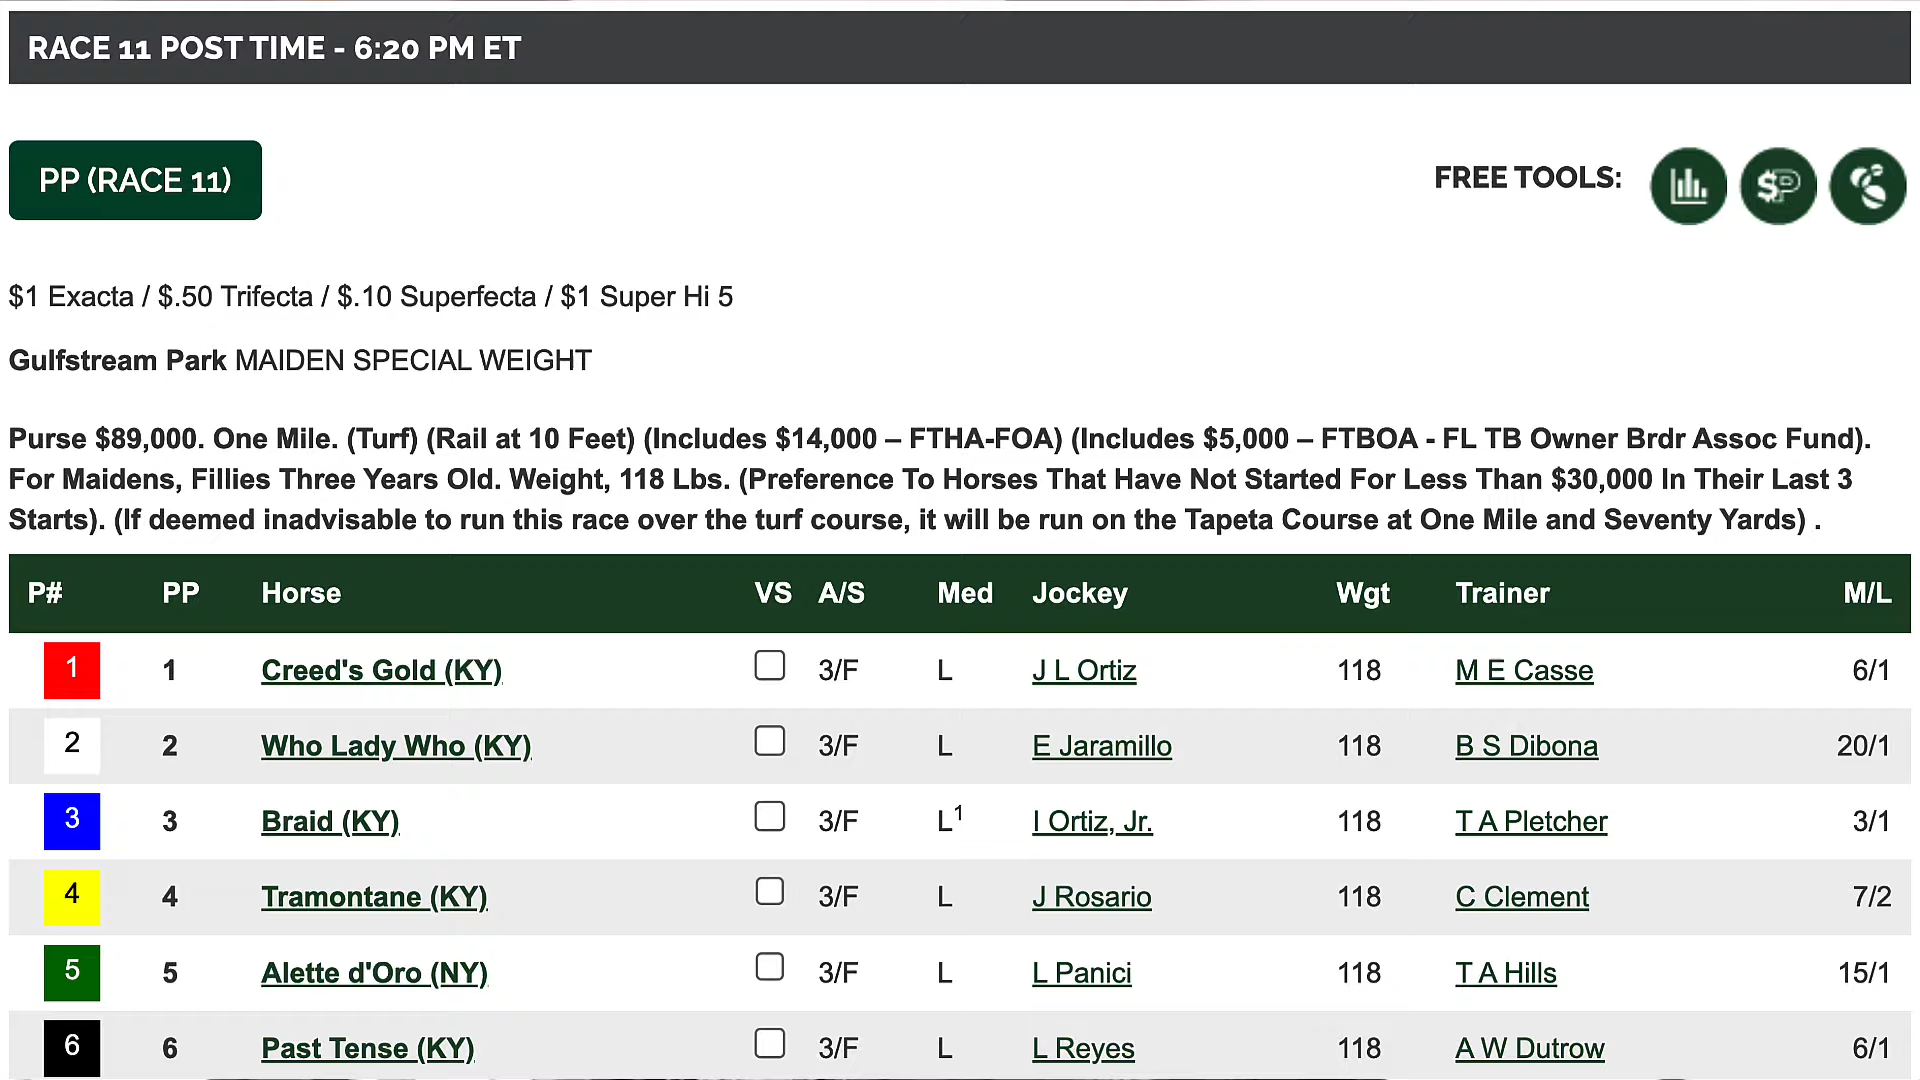 RACE 11 POST TIME - 6:20 PM ET
PP (RACE 11)
FREE TOOLS:
$1 Exacta / $.50 Trifecta / $.10 Superfecta / $1 Super Hi 5
Gulfstream Park MAIDEN SPECIAL WEIGHT
Purse $89,000. One Mile. (Turf) (Rail at 10 Feet) (Includes $14,000 – FTHA-FOA) (Includes $5,000 – FTBOA - FL TB Owner Brdr Assoc Fund).
For Maidens, Fillies Three Years Old. Weight, 118 Lbs. (Preference To Horses That Have Not Started For Less Than $30,000 In Their Last 3
Starts). (If deemed inadvisable to run this race over the turf course, it will be run on the Tapeta Course at One Mile and Seventy Yards) .
P# PP Horse VS A/S Med Jockey Wgt Trainer M/L
1 1 Creed's Gold (KY) 3/F L J L Ortiz 118 M E Casse 6/1
2 2 Who Lady Who (KY) 3/F L E Jaramillo 118 B S Dibona 20/1
3 3 Braid (KY) 3/F L1 I Ortiz, Jr. 118 T A Pletcher 3/1
4 4 Tramontane (KY) 3/F L J Rosario 118 C Clement 7/2
5 5 Alette d'Oro (NY) 3/F L L Panici 118 T A Hills 15/1
6 6 Past Tense (KY) 3/F L L Reyes 118 A W Dutrow 6/1